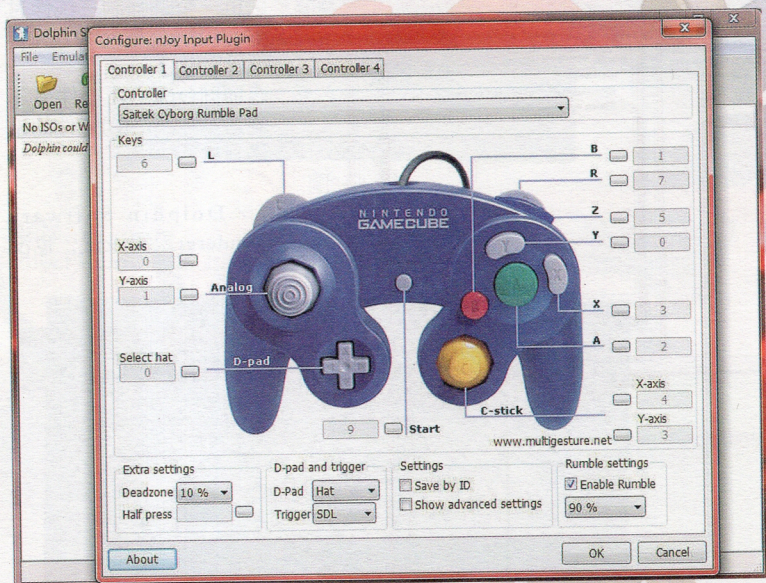 Dolphin S
Configure: nJoy Input Plugin
File Emulat
Controller 1 Controller 2 Controller 3 Controller 4
Open Re
Controller
Saitek Cyborg Rumble Pad
No ISOs or W
Dolphin could
Keys
6 L
B 1
R 7
Z 5
Y 0
NINTENDO
GAMECUBE
Y
X
A
B
C
X-axis
0
Y-axis
1 Analog
X 3
A 2
Select hat
0 D-pad
X-axis
4
C-stick
Y-axis
9 Start
www.multigesture.net 3
Extra settings
Deadzone 10 %
Half press
D-pad and trigger
D-Pad Hat
Trigger SDL
Settings
Save by ID
Show advanced settings
Rumble settings
Enable Rumble
90 %
About OK Cancel